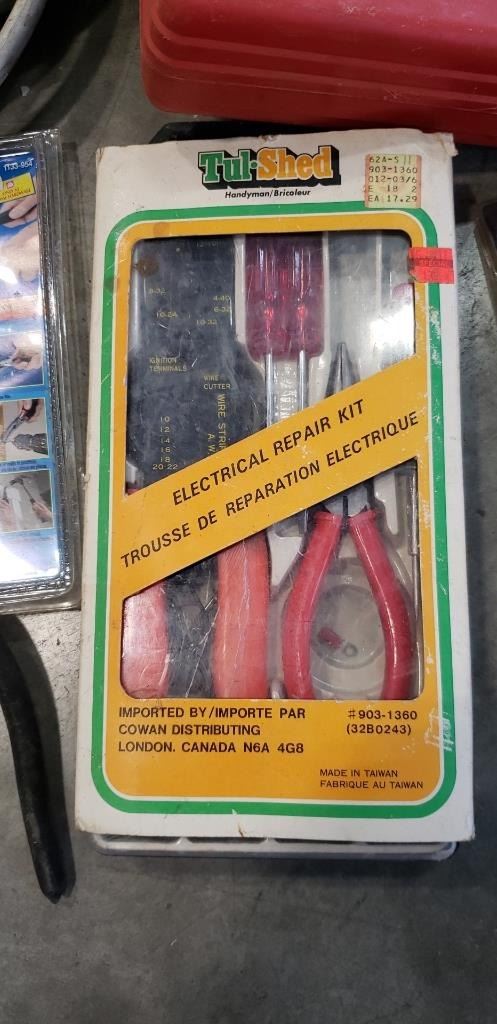 1133-954
Tul-Shed
Handyman/Bricoleur
62A-S
903-1360
012-03/6
E 18 2
EA 17.29
8-32
4-40
6-32
10-24
10-32
IGNITION
TERMINALS
WIRE
CUTTER
WIRE STRIP
10
12
14
16
18
20-22
ELECTRICAL REPAIR KIT
TROUSSE DE REPARATION ELECTRIQUE
IMPORTED BY/IMPORTE PAR
COWAN DISTRIBUTING
LONDON. CANADA N6A 4G8
#903-1360
(32B0243)
MADE IN TAIWAN
FABRIQUE AU TAIWAN